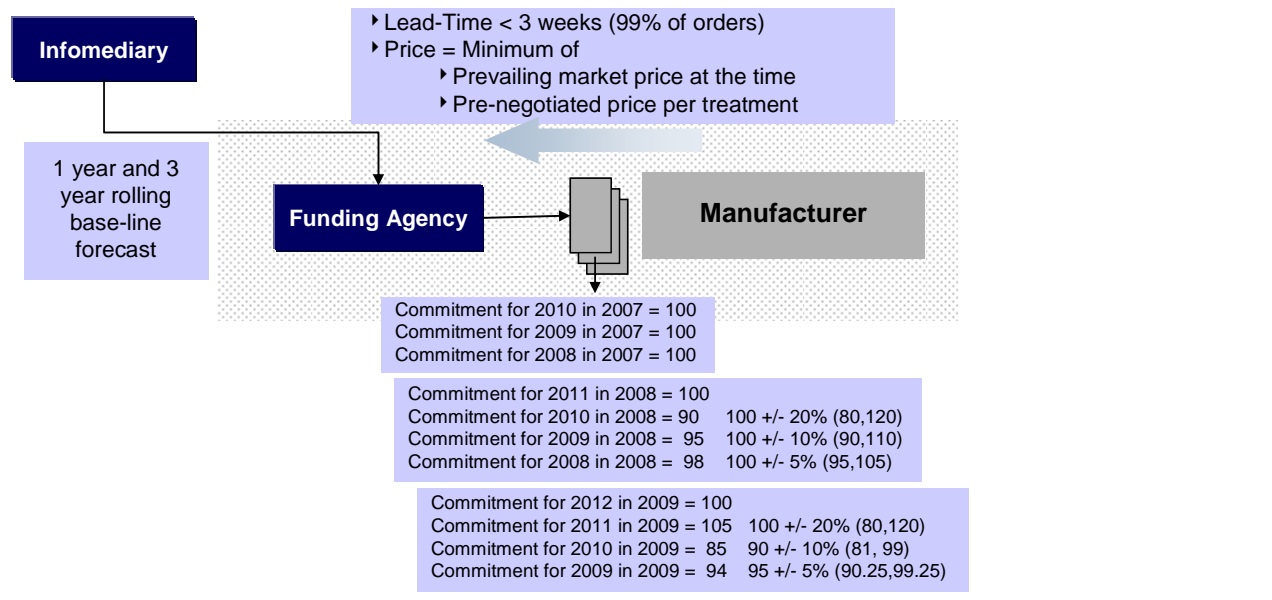 Infomediary
Lead-Time < 3 weeks (99% of orders)
Price = Minimum of
Prevailing market price at the time
Pre-negotiated price per treatment
1 year and 3
year rolling
base-line
forecast
Funding Agency
Manufacturer
Commitment for 2010 in 2007 = 100
Commitment for 2009 in 2007 = 100
Commitment for 2008 in 2007 = 100
Commitment for 2011 in 2008 = 100
Commitment for 2010 in 2008 = 90 100 +/- 20% (80,120)
Commitment for 2009 in 2008 = 95 100 +/- 10% (90,110)
Commitment for 2008 in 2008 = 98 100 +/- 5% (95,105)
Commitment for 2012 in 2009 = 100
Commitment for 2011 in 2009 = 105 100 +/- 20% (80,120)
Commitment for 2010 in 2009 = 85 90 +/- 10% (81, 99)
Commitment for 2009 in 2009 = 94 95 +/- 5% (90.25,99.25)